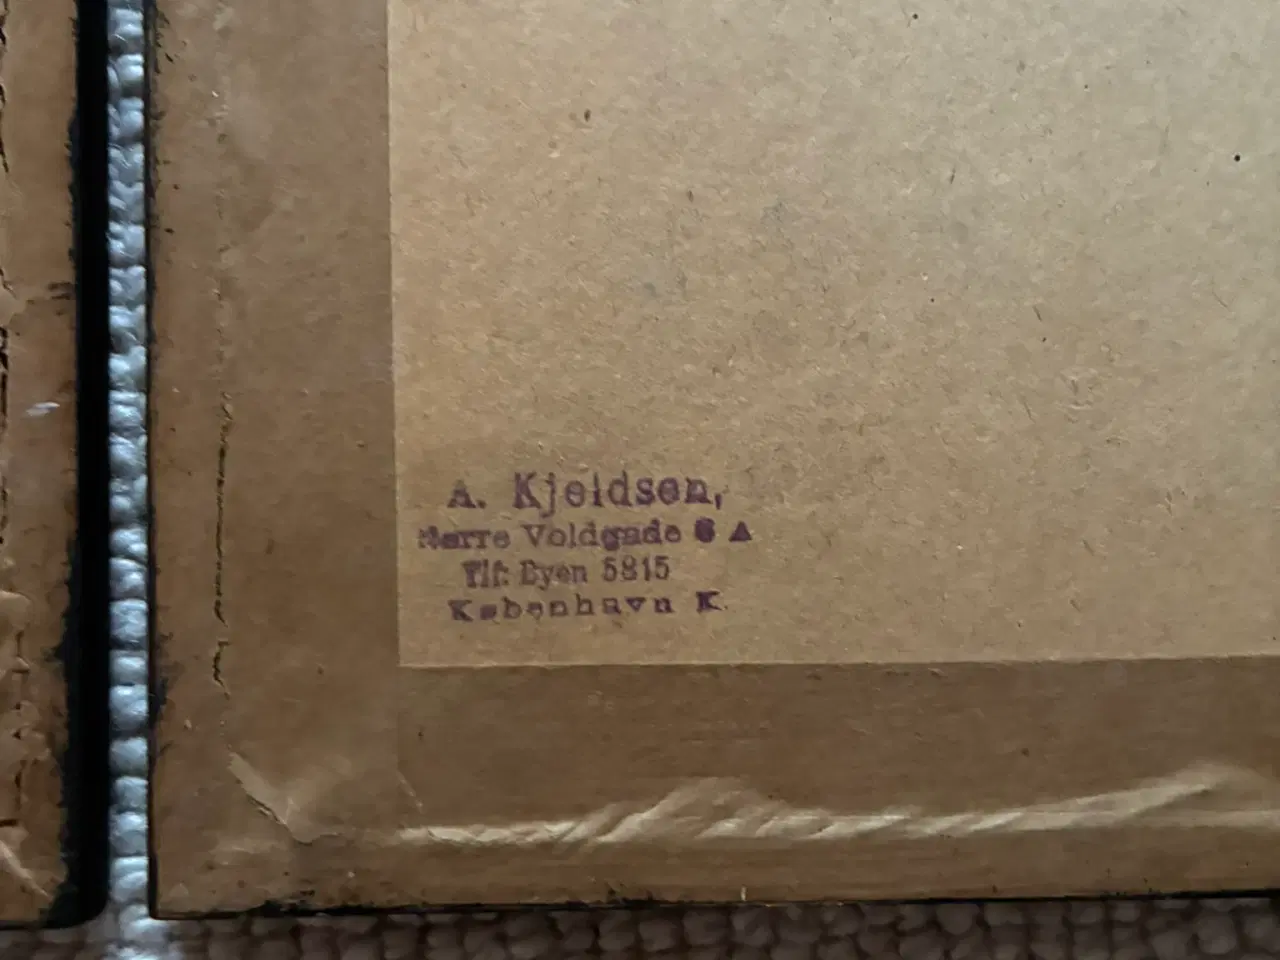 A. Kjeldsen,
Nørre Voldgade 6 A
Tlf: Byen 5815
København K.